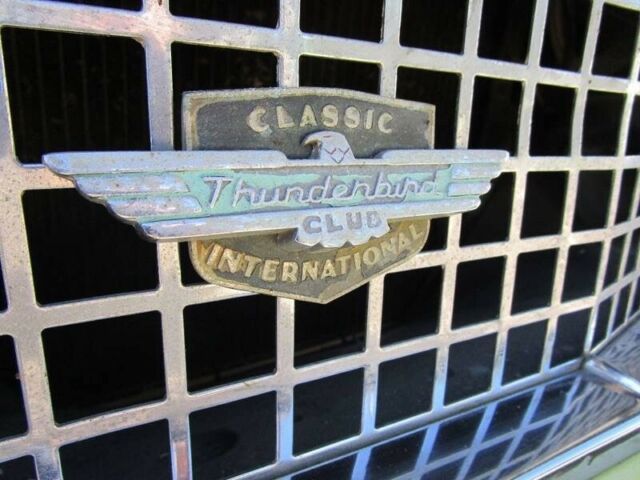 CLASSIC
Thunderbird
CLUB
INTERNATIONAL